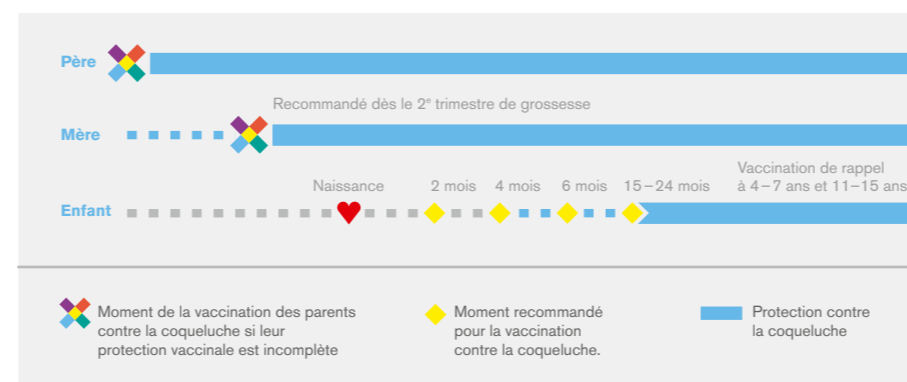 Père
Recommandé dès le 2e trimestre de grossesse
Mère
Vaccination de rappel
Naissance 2 mois 4 mois 6 mois 15–24 mois à 4–7 ans et 11–15 ans
Enfant
Moment de la vaccination des parents
contre la coqueluche si leur
protection vaccinale est incomplète
Moment recommandé
pour la vaccination
contre la coqueluche.
Protection contre
la coqueluche